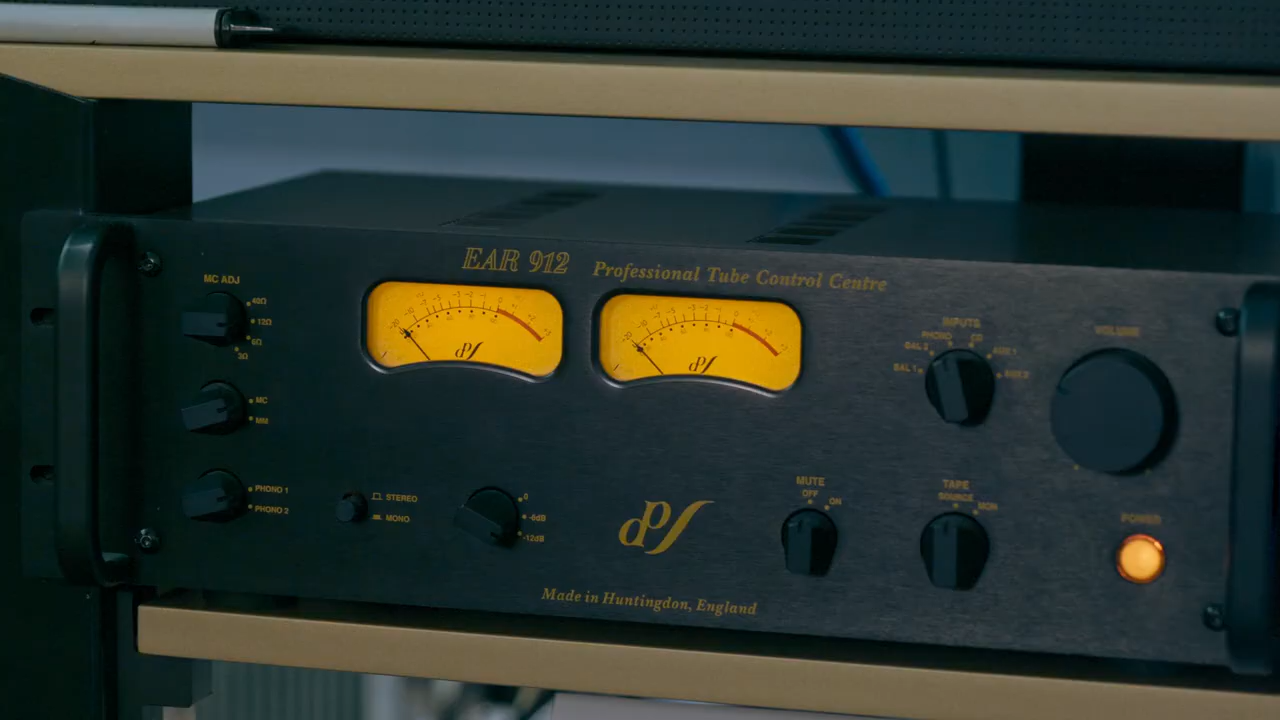 EAR 912 Professional Tube Control Centre
MC ADJ
40Ω
12Ω
6Ω
3Ω
MC
MM
PHONO 1
PHONO 2
STEREO
MONO
0
-6dB
-12dB
dPS
Made in Huntingdon, England
INPUTS
PHONO
CD
BAL 2
AUX 1
BAL 1
AUX 2
VOLUME
MUTE
OFF
ON
TAPE
SOURCE
MON
POWER